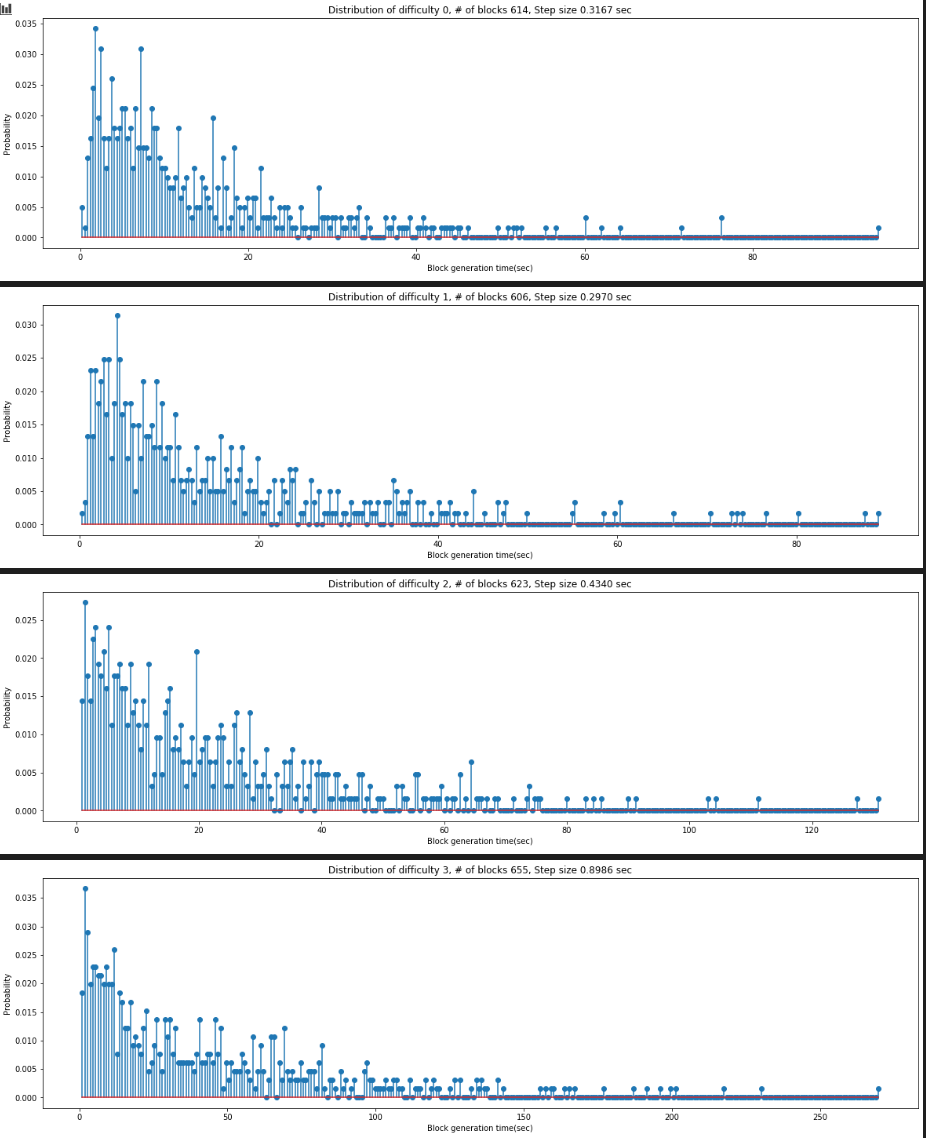 Distribution of difficulty 0, # of blocks 614, Step size 0.3167 sec
0.035
0.030
0.025
0.020
0.015
0.010
0.005
0.000
Probability
0 20 40 60 80
Block generation time(sec)
Distribution of difficulty 1, # of blocks 606, Step size 0.2970 sec
0.030
0.025
0.020
0.015
0.010
0.005
0.000
Probability
0 20 40 60 80
Block generation time(sec)
Distribution of difficulty 2, # of blocks 623, Step size 0.4340 sec
0.025
0.020
0.015
0.010
0.005
0.000
Probability
0 20 40 60 80 100 120
Block generation time(sec)
Distribution of difficulty 3, # of blocks 655, Step size 0.8986 sec
0.035
0.030
0.025
0.020
0.015
0.010
0.005
0.000
Probability
0 50 100 150 200 250
Block generation time(sec)